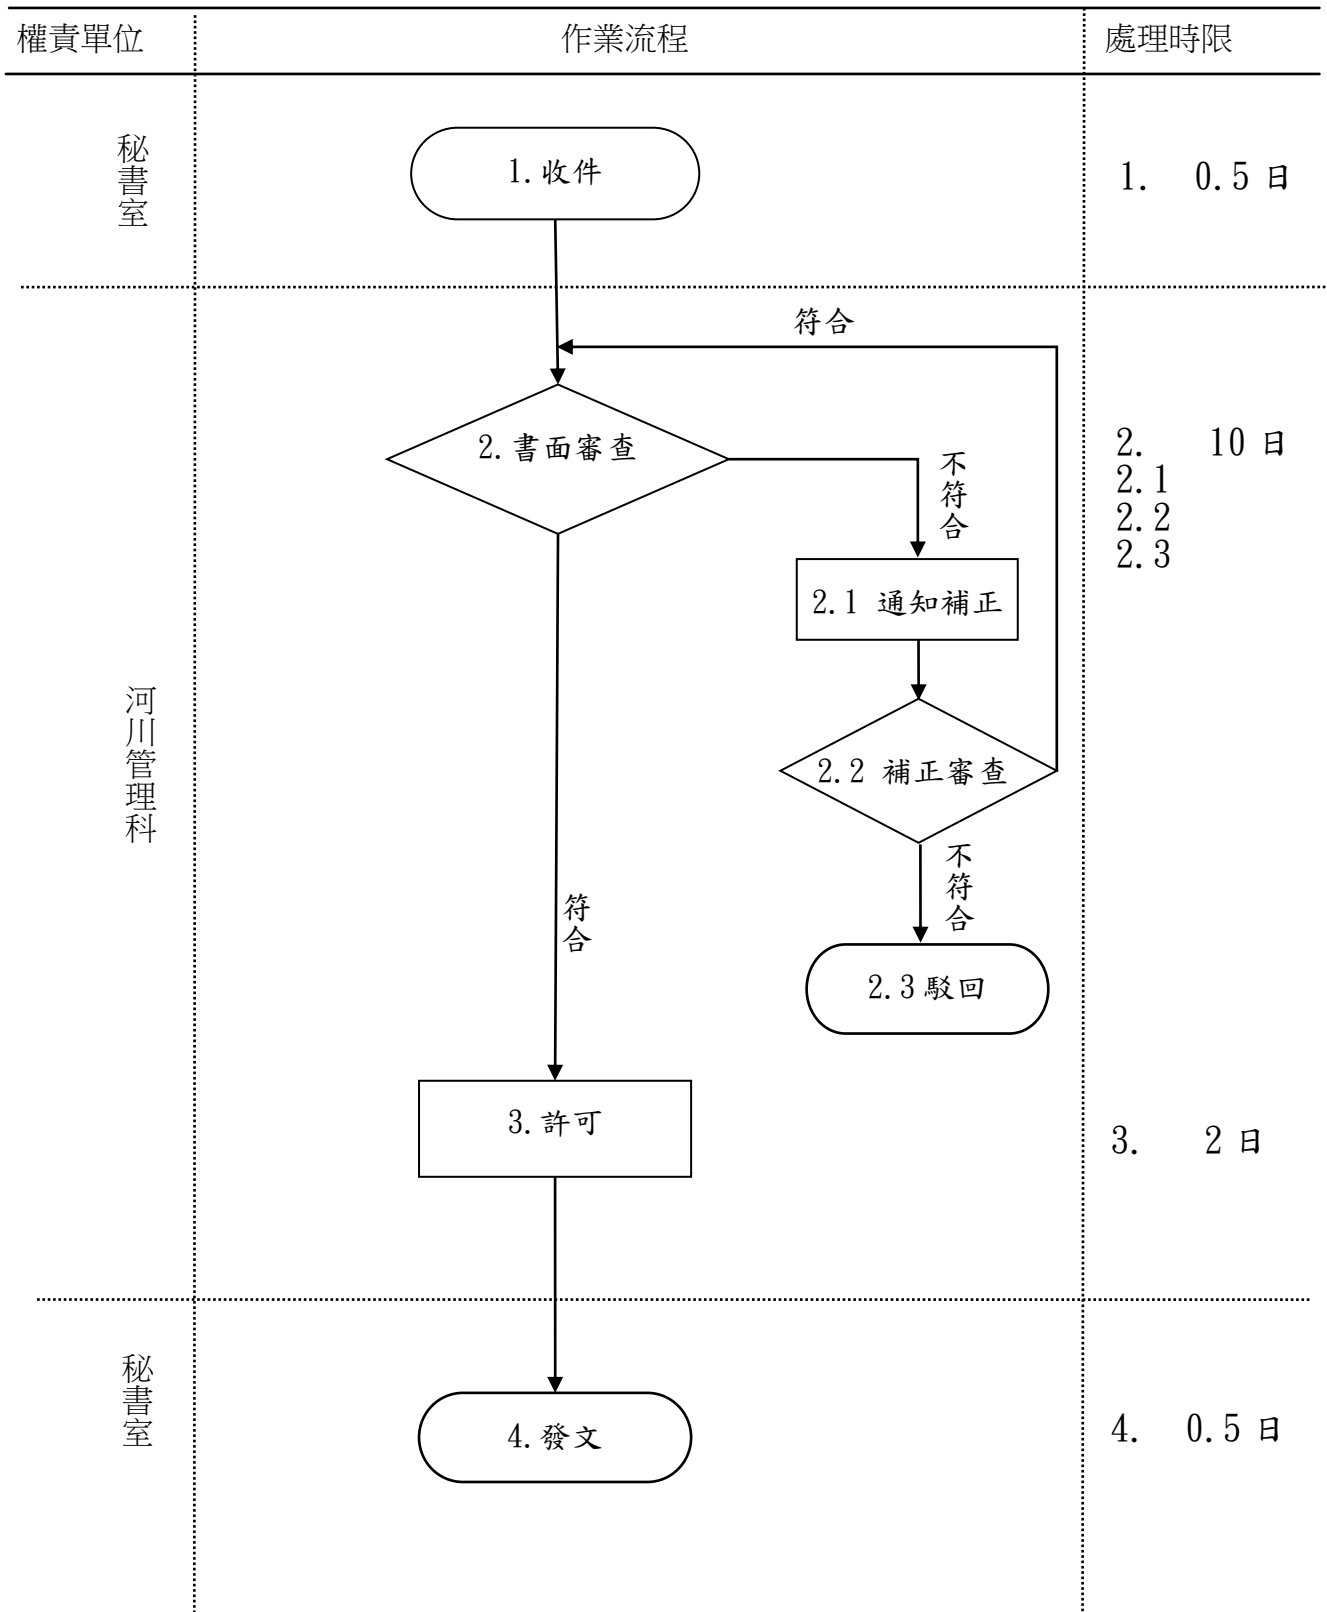 權責單位
作業流程
處理時限
秘書室
1.收件
1. 0.5日
符合
2.書面審查
不符合
2. 10日
2.1
2.2
2.3
2.1 通知補正
河川管理科
2.2 補正審查
不符合
符合
2.3駁回
3.許可
3. 2日
秘書室
4.發文
4. 0.5日